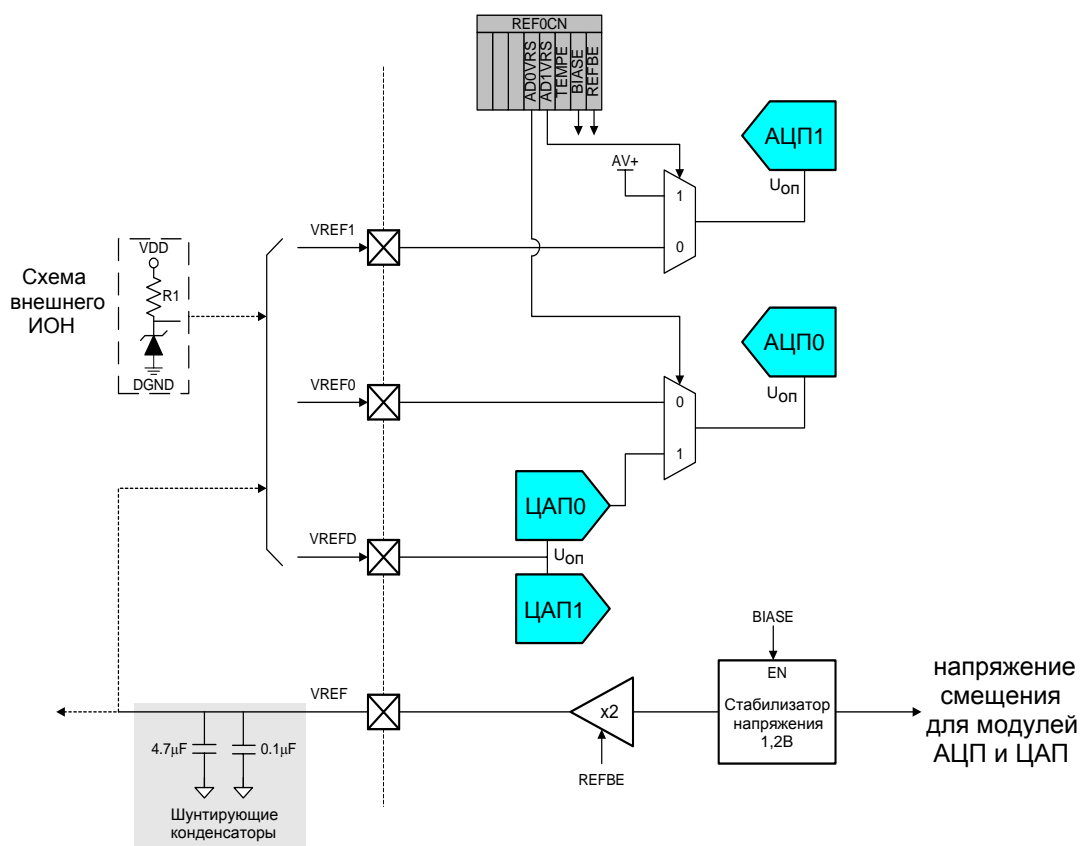 REF0CN
AD0VRS
AD1VRS
TEMPE
BIASE
REFBE
АЦП1
Uоп
AV+
1
0
VREF1
Схема
внешнего
ИОН
VDD
R1
DGND
АЦП0
Uоп
VREF0
0
1
ЦАП0
VREFD
Uоп
ЦАП1
BIASE
EN
Стабилизатор
напряжения
1,2В
напряжение
смещения
для модулей
АЦП и ЦАП
VREF
x2
REFBE
4.7µF
0.1µF
Шунтирующие
конденсаторы